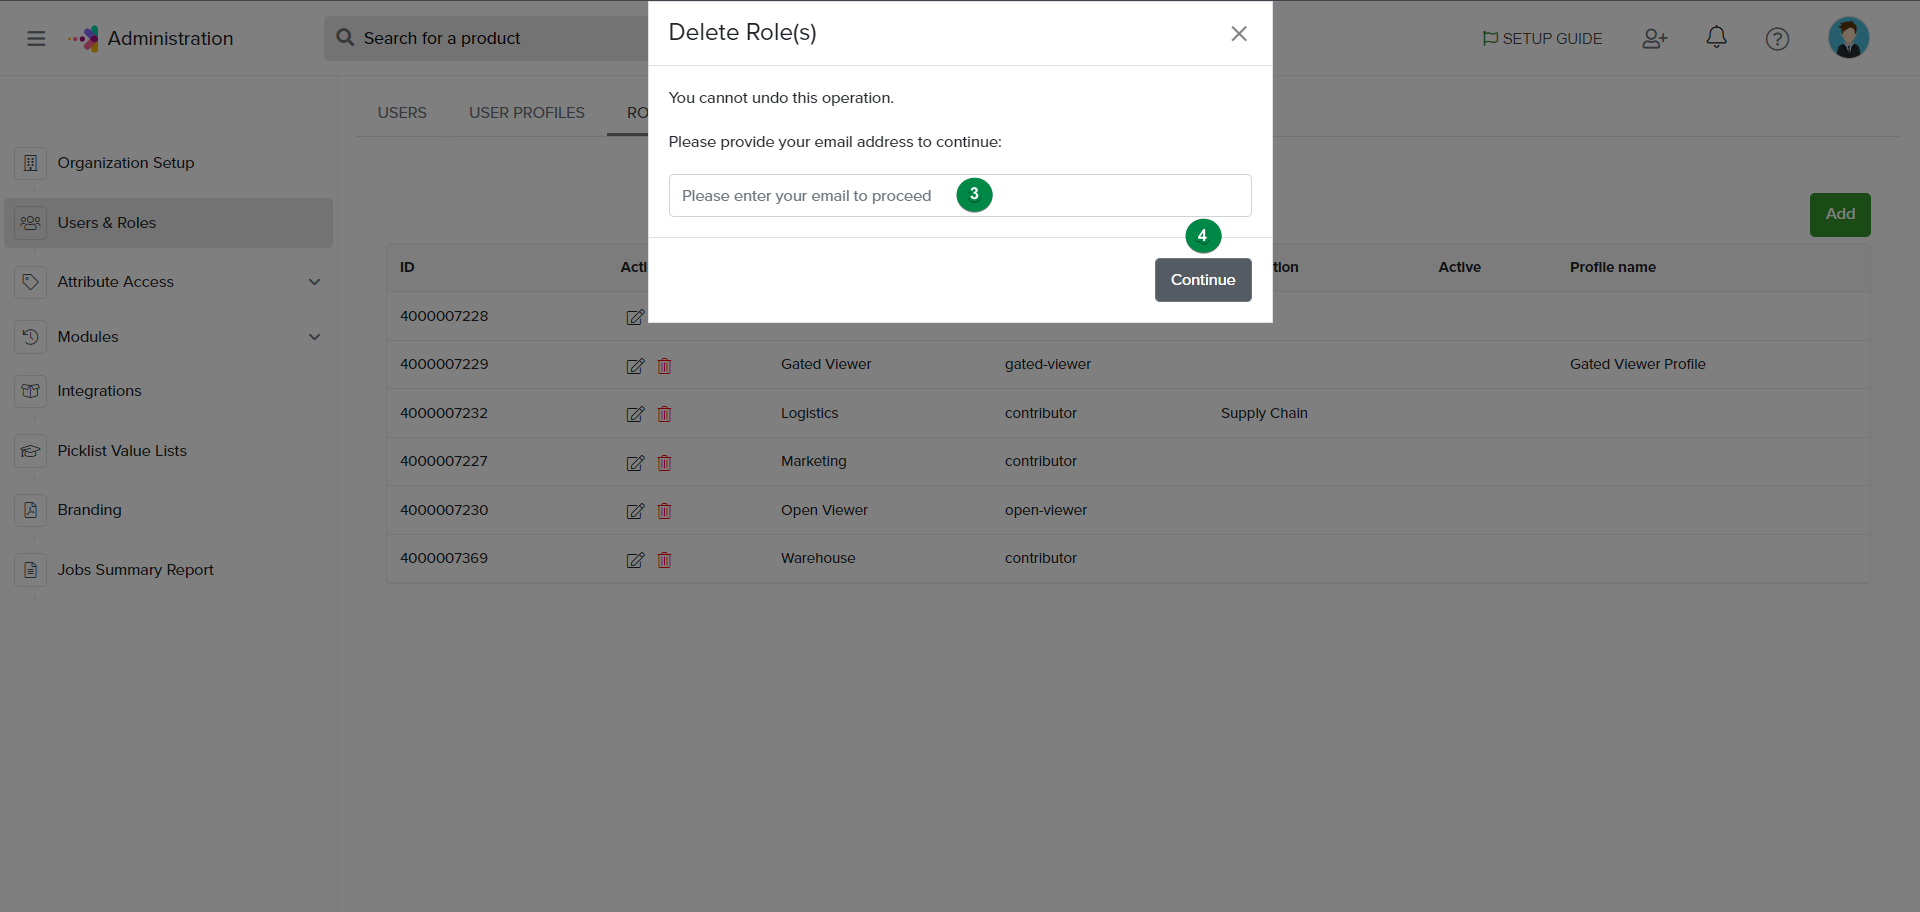 Administration
Search for a product
SETUP GUIDE
?
Delete Role(s)
You cannot undo this operation.
Please provide your email address to continue:
Please enter your email to proceed
3
4
Continue
Organization Setup
Users & Roles
Attribute Access
Modules
Integrations
Picklist Value Lists
Branding
Jobs Summary Report
USERS USER PROFILES RO
Add
ID Acti tion Active Profile name
4000007228
4000007229 Gated Viewer gated-viewer Gated Viewer Profile
4000007232 Logistics contributor Supply Chain
4000007227 Marketing contributor
4000007230 Open Viewer open-viewer
4000007369 Warehouse contributor